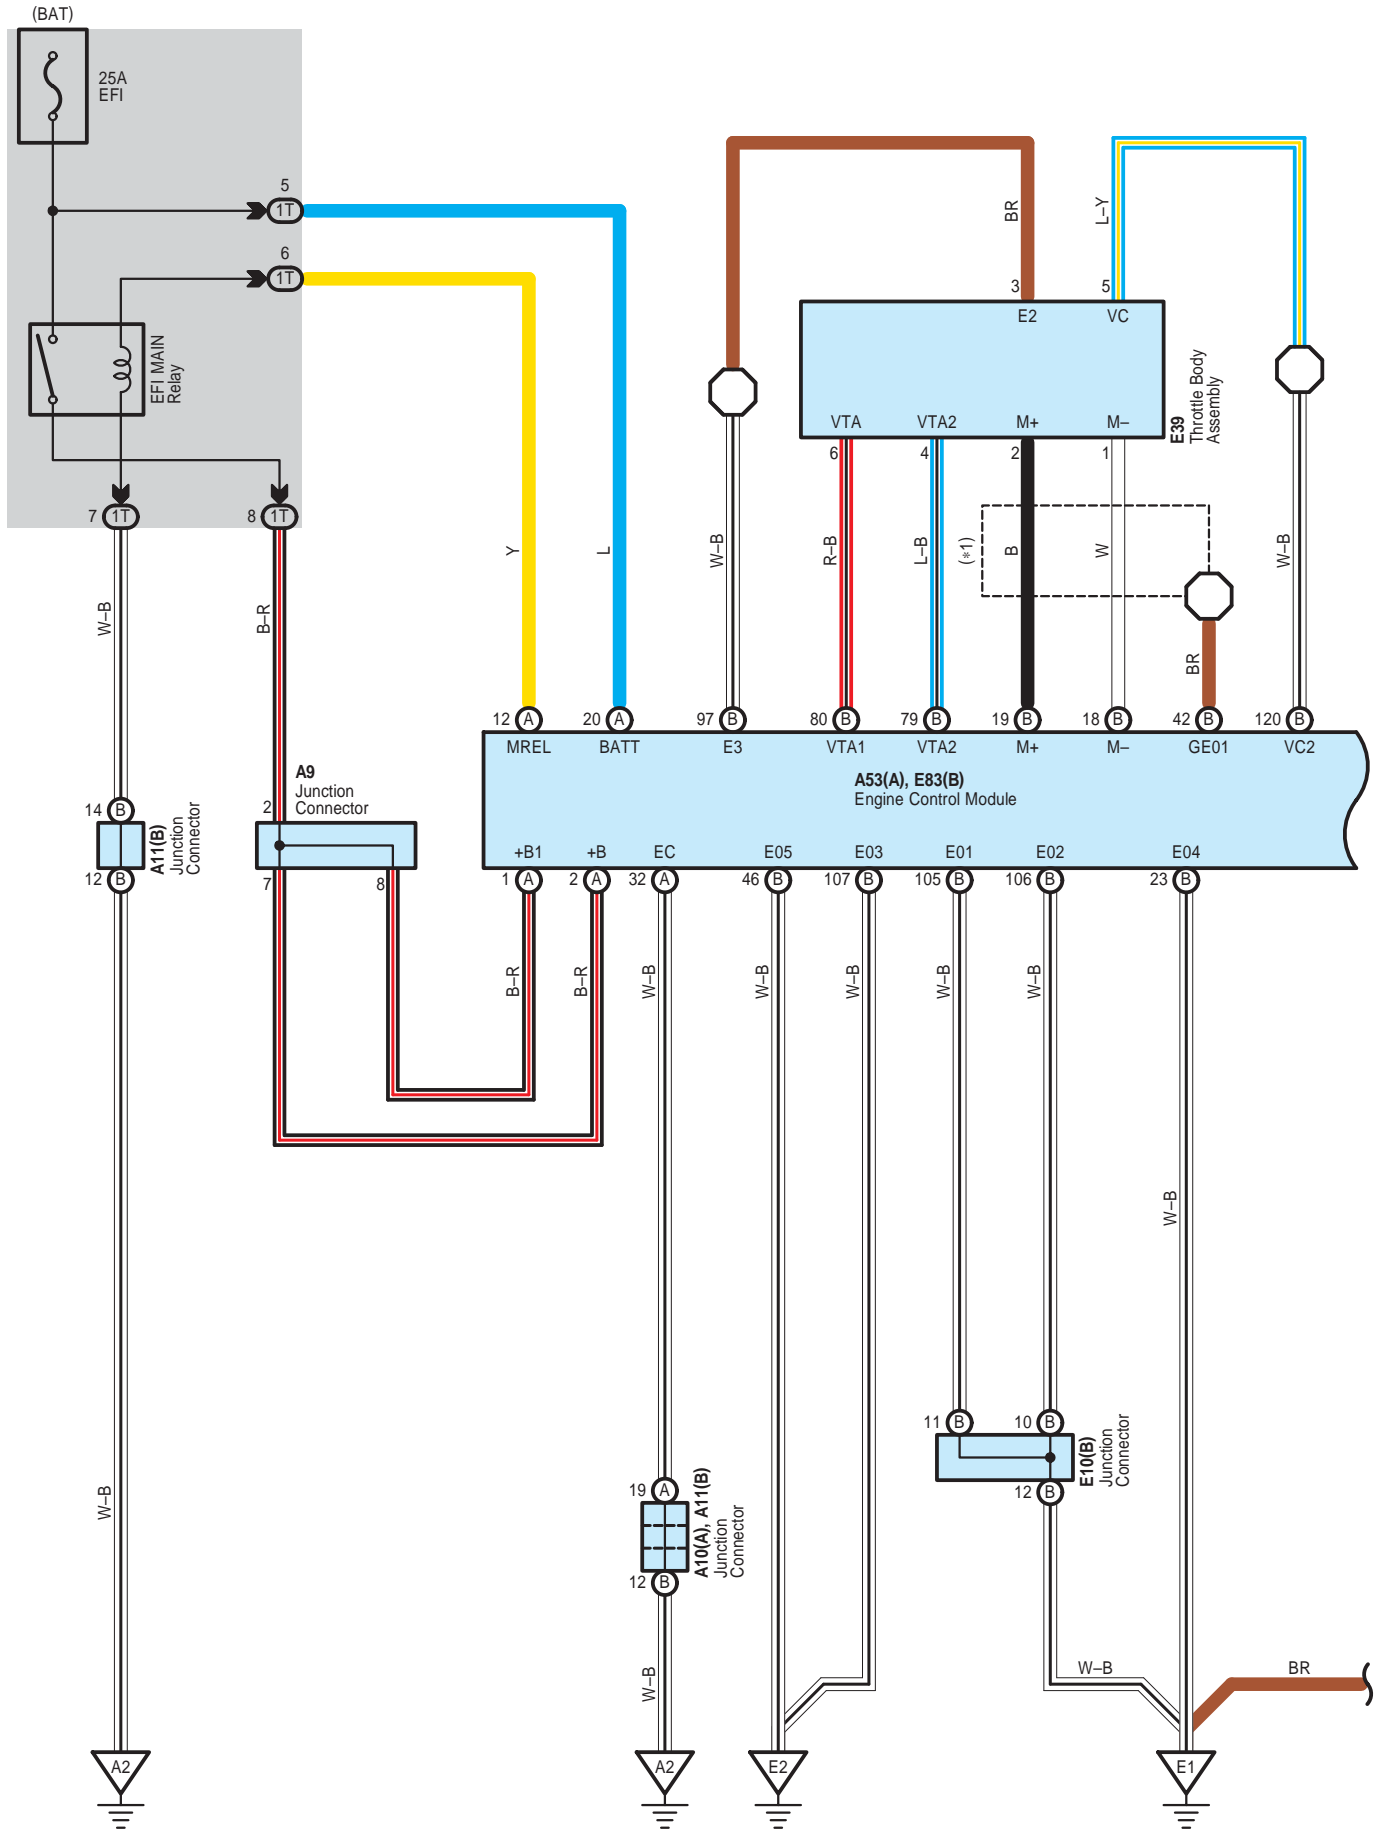 (BAT)
25A
EFI
5
1T
6
1T
EFI MAIN
Relay
7 1T
8 1T
BR
L–Y
3
5
E2
VC
VTA
VTA2
M+
M–
E39
Throttle Body
Assembly
6
4
2
1
W–B
B–R
Y
L
W–B
R–B
L–B
(*1)
B
W
BR
W–B
12 A
20 A
97 B
80 B
79 B
19 B
18 B
42 B
120 B
MREL
BATT
E3
VTA1
VTA2
M+
M–
GE01
VC2
A53(A), E83(B)
Engine Control Module
A9
Junction
Connector
2
7
8
14 B
A11(B)
Junction
Connector
12 B
+B1
+B
EC
E05
E03
E01
E02
E04
1 A
2 A
32 A
46 B
107 B
105 B
106 B
23 B
B–R
B–R
W–B
W–B
W–B
W–B
W–B
W–B
11 B
10 B
E10(B)
Junction
Connector
12 B
W–B
19 A
A10(A), A11(B)
Junction
Connector
12 B
W–B
W–B
BR
A2
A2
E2
E1